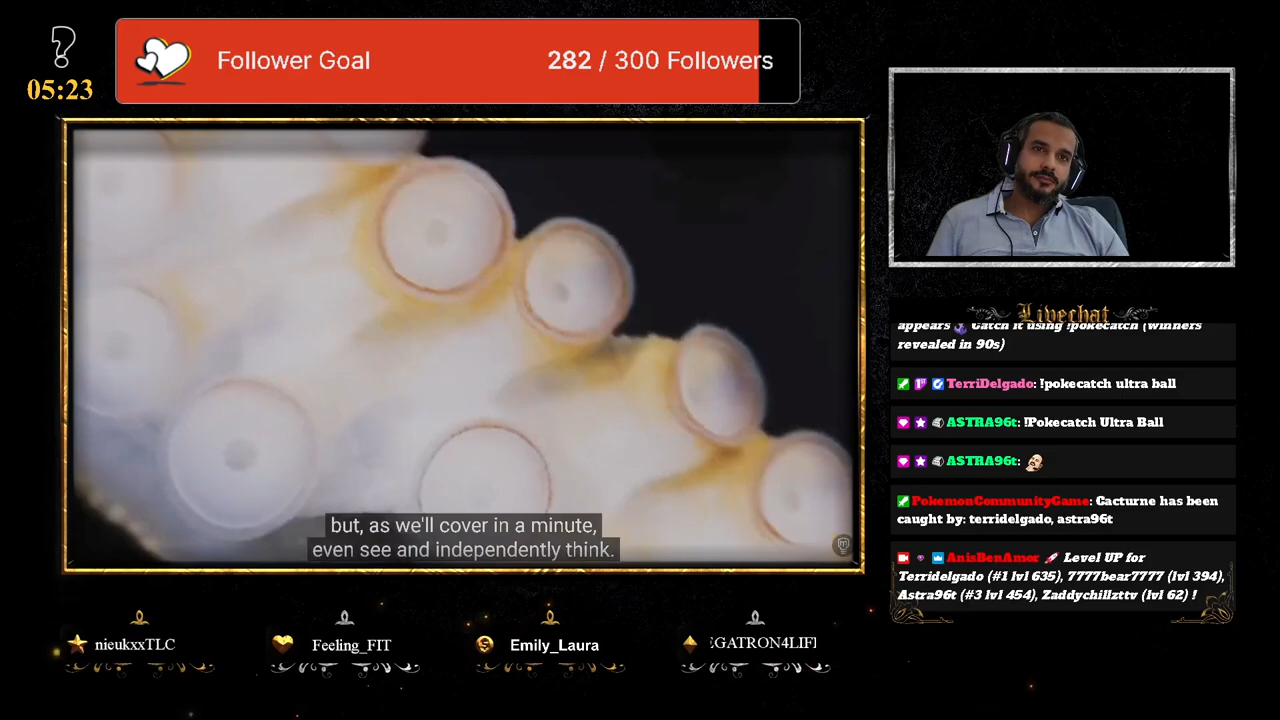 05:23
Follower Goal
282 / 300 Followers
but, as we'll cover in a minute,
even see and independently think.
Livechat
appears Catch it using !pokecatch (winners
revealed in 90s)
TerriDelgado: !pokecatch ultra ball
ASTRA96t: !Pokecatch Ultra Ball
ASTRA96t:
PokemonCommunityGame: Cacturne has been
caught by: terridelgado, astra96t
AnisBenAmor Level UP for
Terridelgado (#1 lvl 635), 7777bear7777 (lvl 394),
Astra96t (#3 lvl 454), Zaddychillzttv (lvl 62) !
nieukxxTLC
Feeling_FIT
Emily_Laura
EGATRON4LIFI